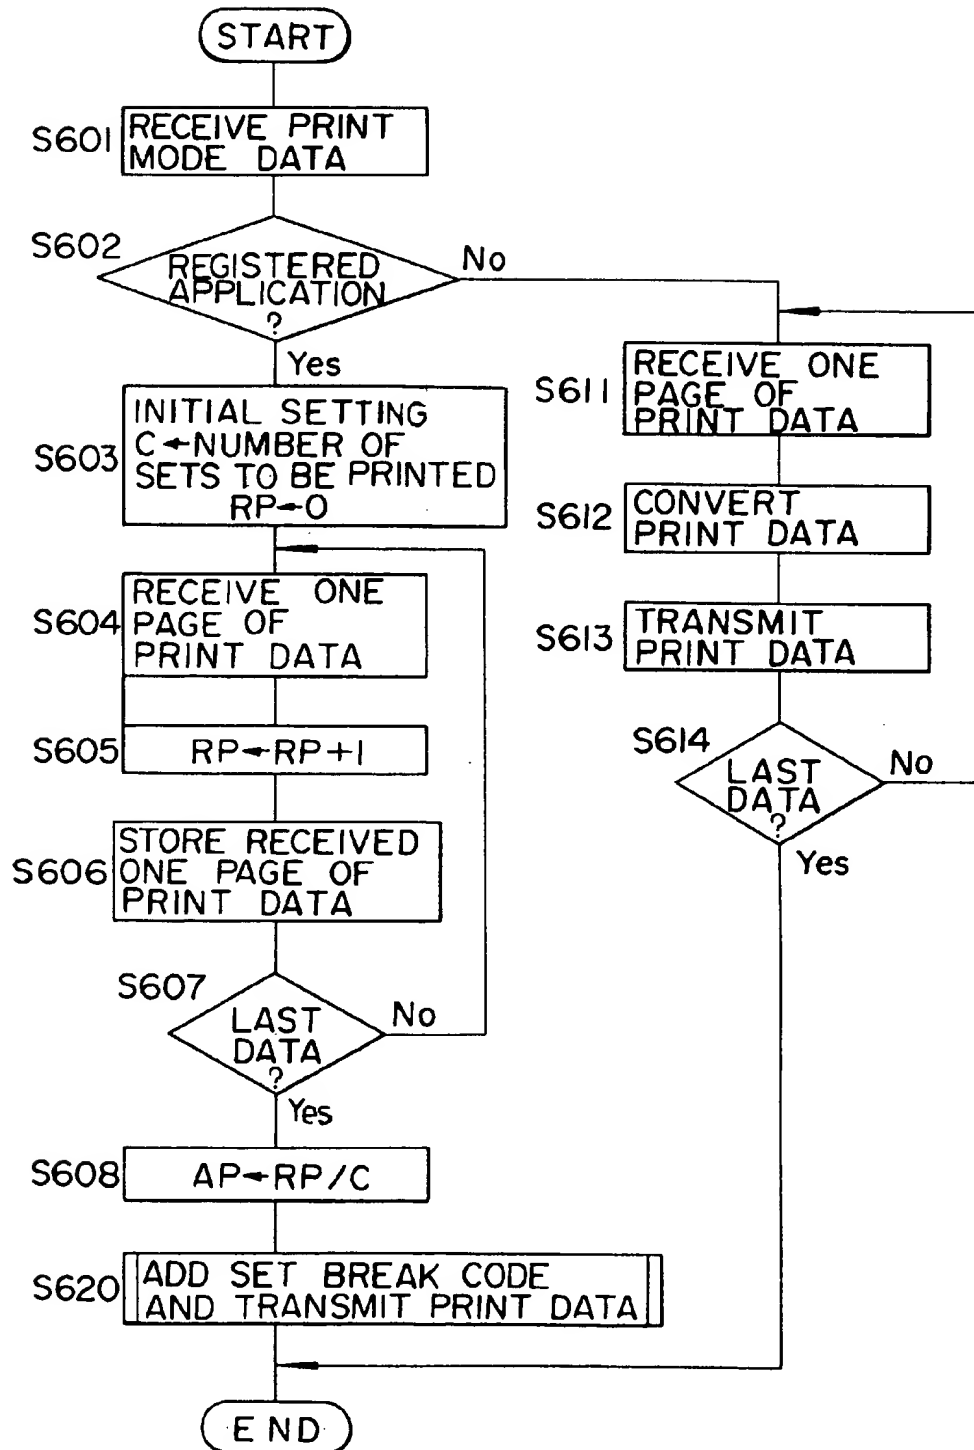 START
S601
RECEIVE PRINT
MODE DATA
S602
REGISTERED
APPLICATION
?
No
Yes
S603
INITIAL SETTING
C←NUMBER OF
SETS TO BE PRINTED
RP←0
S604
RECEIVE ONE
PAGE OF
PRINT DATA
S605
RP←RP+1
S606
STORE RECEIVED
ONE PAGE OF
PRINT DATA
S607
LAST
DATA
?
No
Yes
S608
AP←RP/C
S620
ADD SET BREAK CODE
AND TRANSMIT PRINT DATA
S611
RECEIVE ONE
PAGE OF
PRINT DATA
S612
CONVERT
PRINT DATA
S613
TRANSMIT
PRINT DATA
S614
LAST
DATA
?
No
Yes
END